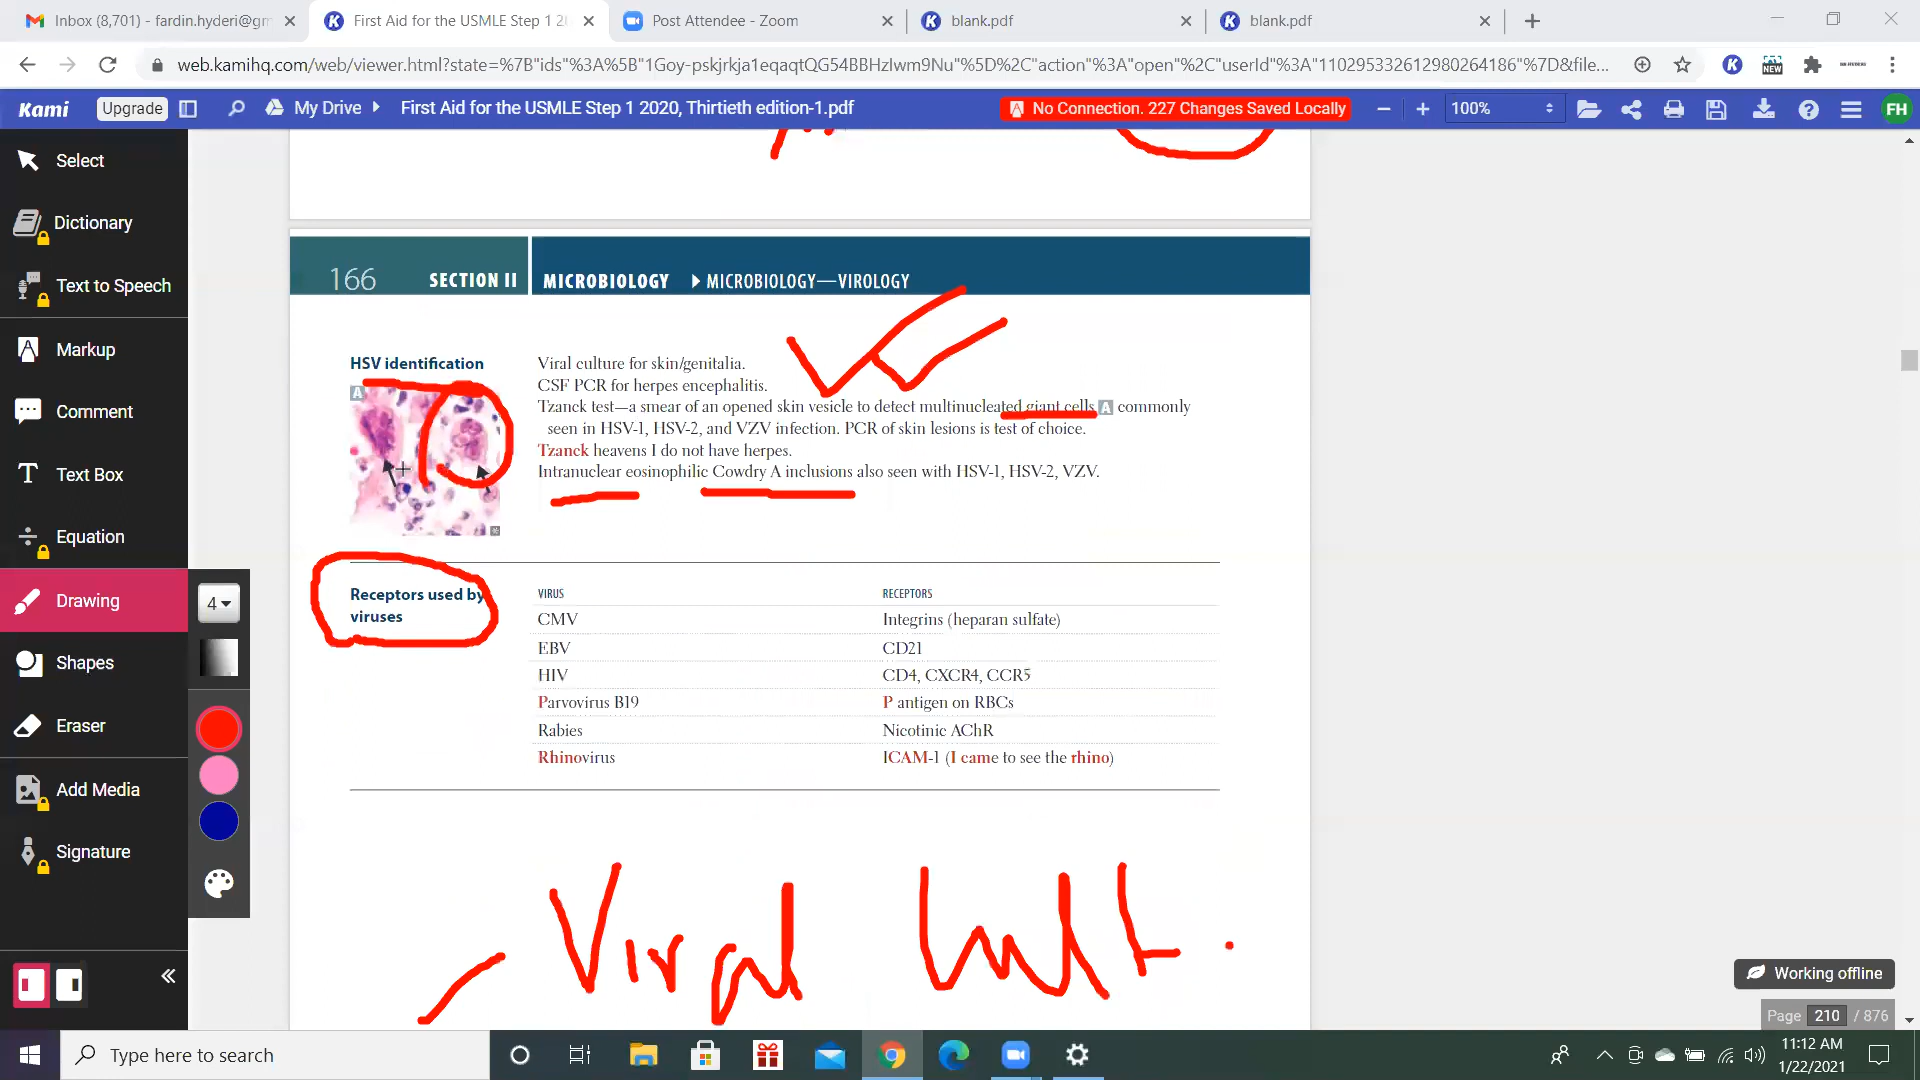 Inbox (8,701) - fardin.hyderi@gm
First Aid for the USMLE Step 1 2
Post Attendee - Zoom
blank.pdf
blank.pdf
web.kamihq.com/web/viewer.html?state=%7B"ids"%3A%5B"1Goy-pskjrkja1eqaqtQG54BBHzIwm9Nu"%5D%2C"action"%3A"open"%2C"userId"%3A"110295332612980264186"%7D&file...
Kami
Upgrade
My Drive
First Aid for the USMLE Step 1 2020, Thirtieth edition-1.pdf
No Connection. 227 Changes Saved Locally
100%
FH
Select
Dictionary
Text to Speech
Markup
Comment
Text Box
Equation
Drawing
Shapes
Eraser
Add Media
Signature
4
166 SECTION II MICROBIOLOGY MICROBIOLOGY—VIROLOGY
HSV identification
A
Viral culture for skin/genitalia.
CSF PCR for herpes encephalitis.
Tzanck test—a smear of an opened skin vesicle to detect multinucleated giant cells A commonly
seen in HSV-1, HSV-2, and VZV infection. PCR of skin lesions is test of choice.
Tzanck heavens I do not have herpes.
Intranuclear eosinophilic Cowdry A inclusions also seen with HSV-1, HSV-2, VZV.
Receptors used by
viruses
VIRUS RECEPTORS
CMV Integrins (heparan sulfate)
EBV CD21
HIV CD4, CXCR4, CCR5
Parvovirus B19 P antigen on RBCs
Rabies Nicotinic AChR
Rhinovirus ICAM-1 (I came to see the rhino)
Viral
Working offline
Page 210 / 876
Type here to search
11:12 AM
1/22/2021